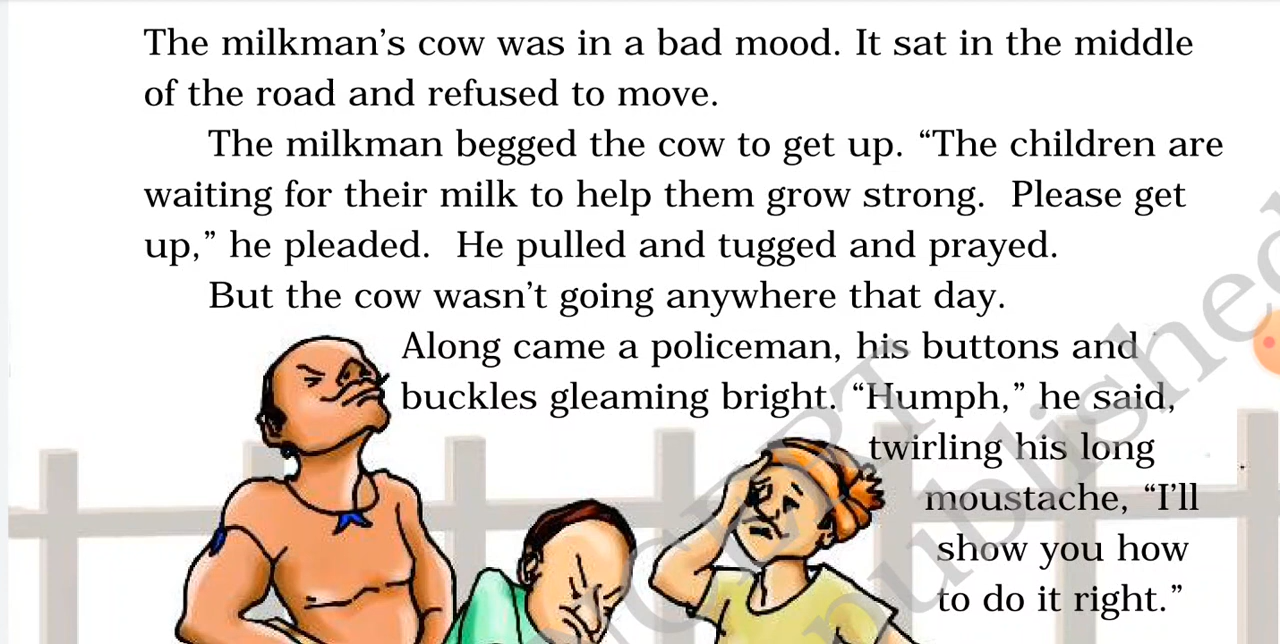 The milkman’s cow was in a bad mood. It sat in the middle
of the road and refused to move.
The milkman begged the cow to get up. “The children are
waiting for their milk to help them grow strong.  Please get
up,” he pleaded.  He pulled and tugged and prayed.
But the cow wasn’t going anywhere that day.
Along came a policeman, his buttons and
buckles gleaming bright. “Humph,” he said,
twirling his long
moustache, “I’ll
show you how
to do it right.”